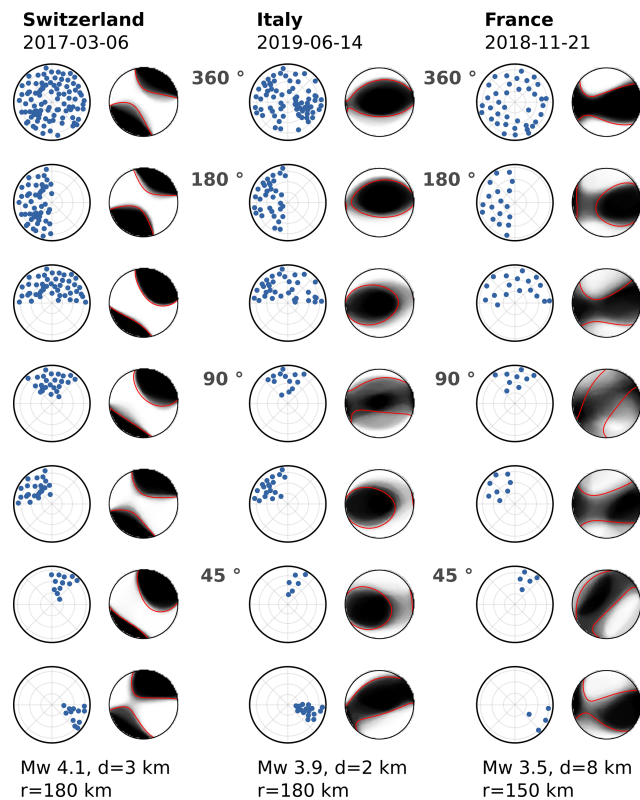 Switzerland
2017-03-06
Italy
2019-06-14
France
2018-11-21
360 °
360 °
180 °
180 °
90 °
90 °
45 °
45 °
Mw 4.1, d=3 km
r=180 km
Mw 3.9, d=2 km
r=180 km
Mw 3.5, d=8 km
r=150 km